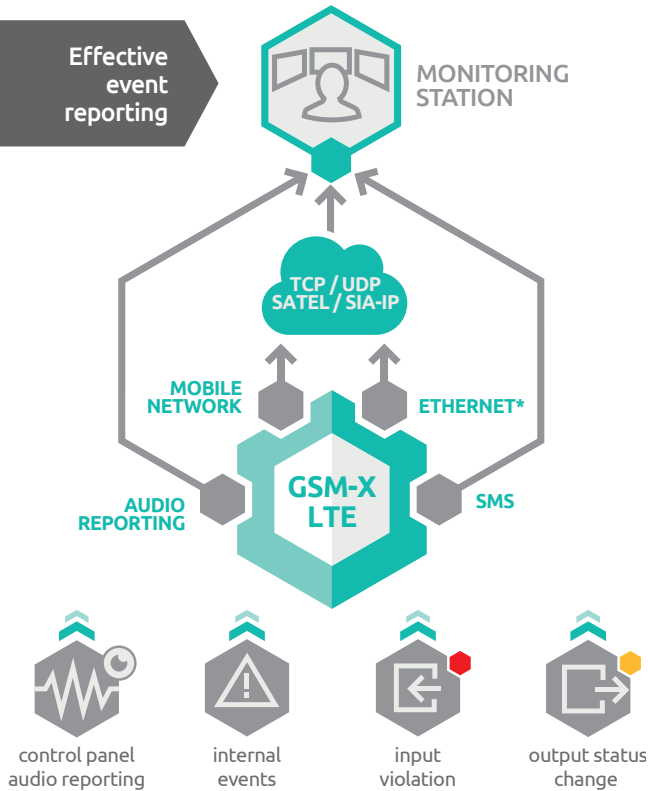 Effective
event
reporting
MONITORING
STATION
TCP / UDP
SATEL / SIA-IP
MOBILE
NETWORK
ETHERNET*
GSM-X
LTE
AUDIO
REPORTING
SMS
control panel
audio reporting
internal
events
input
violation
output status
change